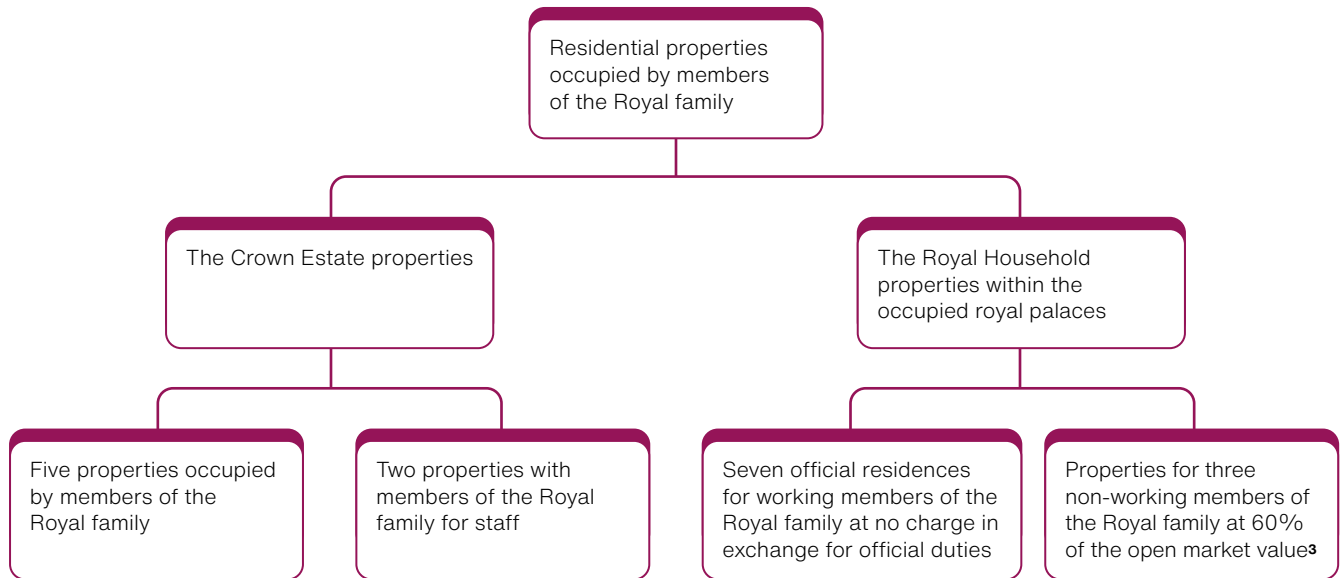 Residential properties
occupied by members
of the Royal family
The Crown Estate properties
The Royal Household
properties within the
occupied royal palaces
Five properties occupied
by members of the
Royal family
Two properties with
members of the Royal
family for staff
Seven official residences
for working members of the
Royal family at no charge in
exchange for official duties
Properties for three
non-working members of
the Royal family at 60%
of the open market value³